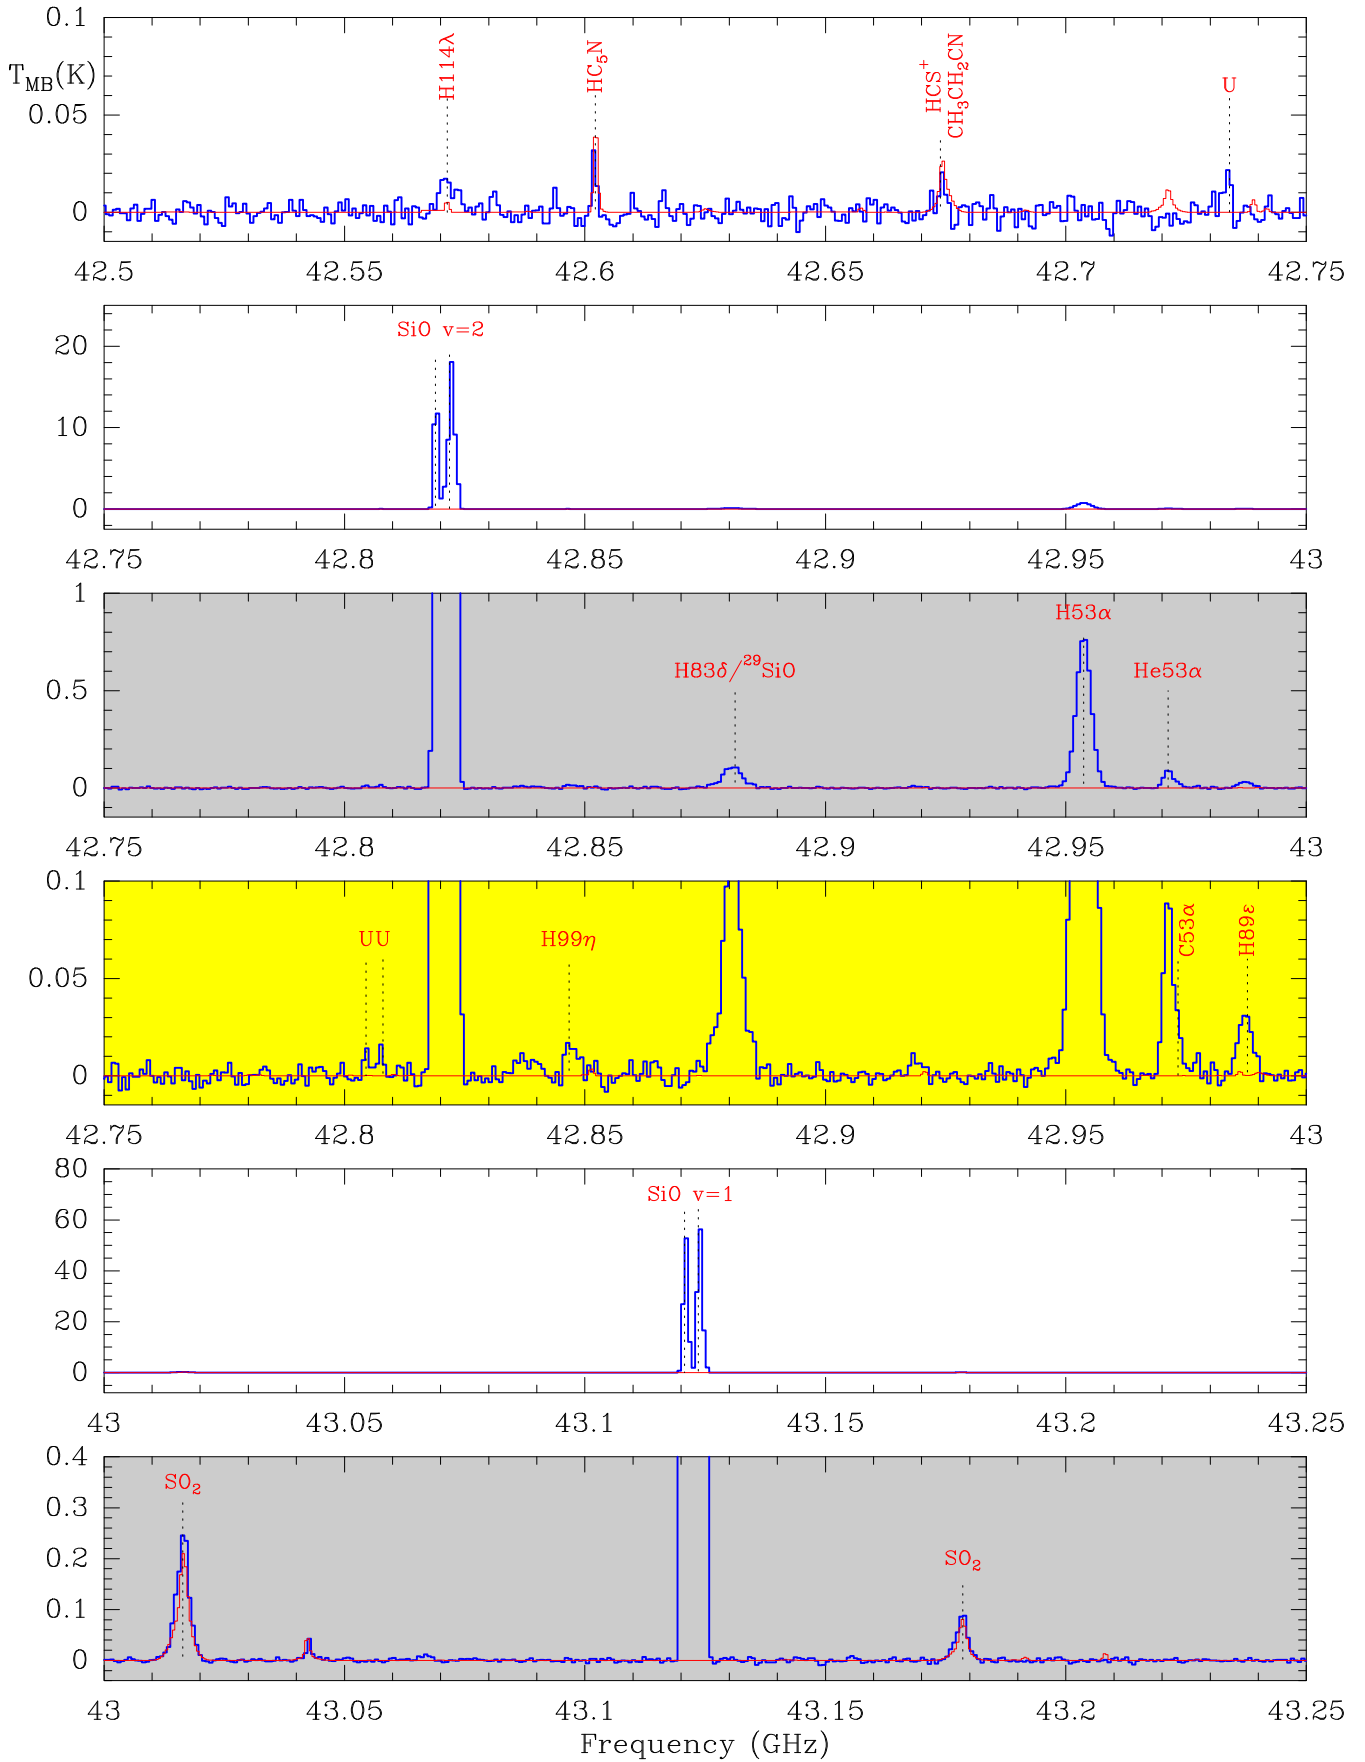 0.1
T_MB(K)
0.05
0
H114λ
HC₅N
HCS⁺
CH₃CH₂CN
U
42.5 42.55 42.6 42.65 42.7 42.75
SiO v=2
20
10
0
42.75 42.8 42.85 42.9 42.95 43
1
0.5
0
H83δ/²⁹SiO
H53α
He53α
42.75 42.8 42.85 42.9 42.95 43
0.1
0.05
0
UU
H99η
C53α
H89ε
42.75 42.8 42.85 42.9 42.95 43
80
60
40
20
0
SiO v=1
43 43.05 43.1 43.15 43.2 43.25
0.4
0.3
0.2
0.1
0
SO₂
SO₂
43 43.05 43.1 43.15 43.2 43.25
Frequency (GHz)